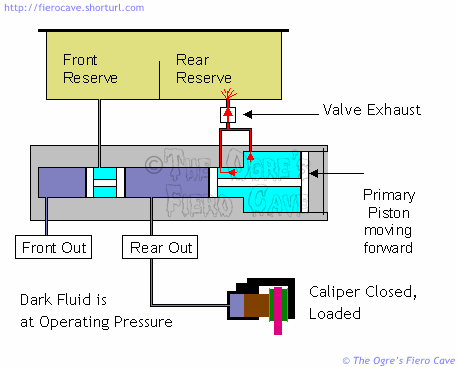 http://fierocave.shorturl.com
Front
Reserve
Rear
Reserve
Valve Exhaust
© The Ogre's
Fiero Cave
Primary
Piston
moving
forward
Front Out
Rear Out
Dark Fluid is
at Operating Pressure
Caliper Closed,
Loaded
© The Ogre's Fiero Cave